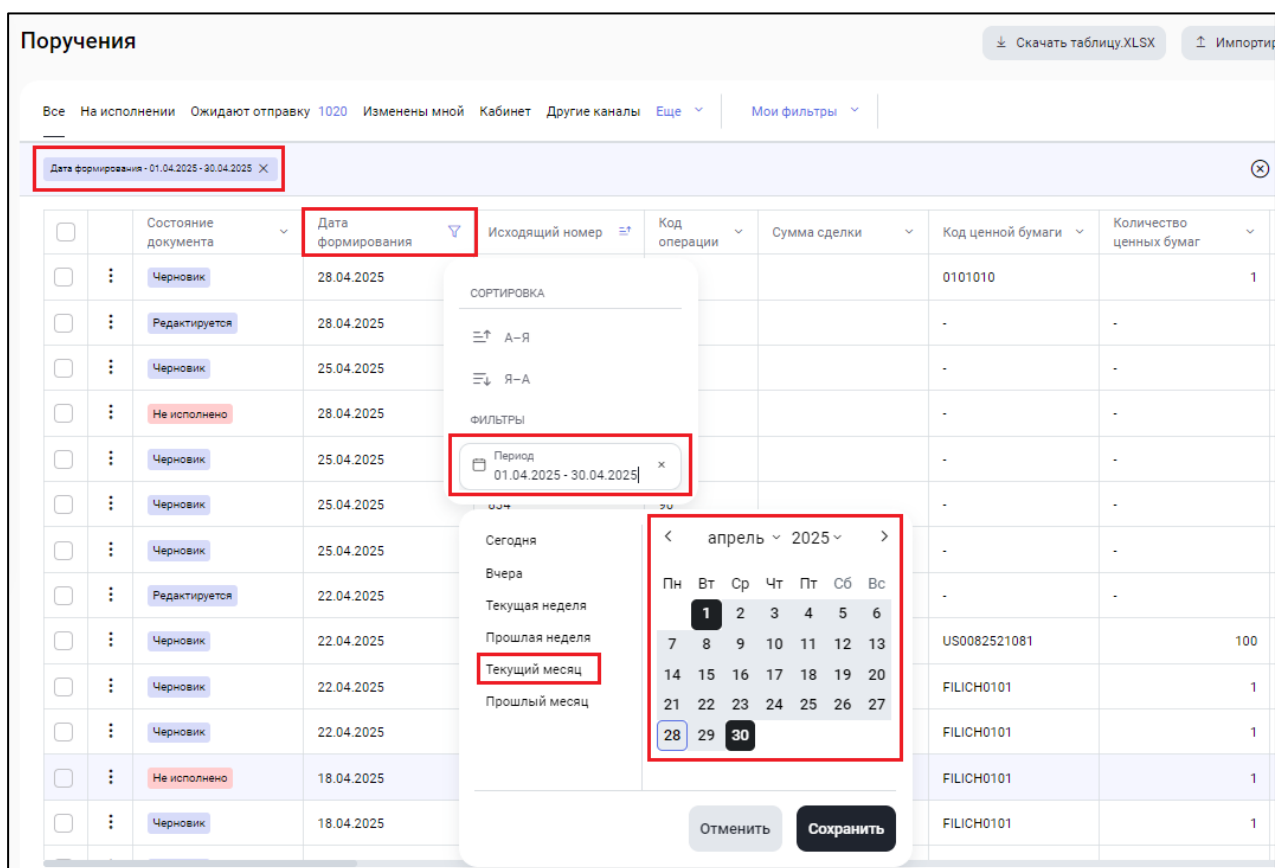 Поручения
Скачать таблицу.XLSX
Все На исполнении Ожидают отправку 1020 Изменены мной Кабинет Другие каналы Еще Мои фильтры
Дата формирования - 01.04.2025 - 30.04.2025
Состояние документа
Дата формирования
Исходящий номер
Код операции
Сумма сделки
Код ценной бумаги
Количество ценных бумаг
Черновик 28.04.2025 0101010 1
Редактируется 28.04.2025 - -
Черновик 25.04.2025 - -
Не исполнено 28.04.2025 - -
Черновик 25.04.2025 - -
Черновик 25.04.2025 - -
Черновик 25.04.2025 - -
Редактируется 22.04.2025 - -
Черновик 22.04.2025 US0082521081 100
Черновик 22.04.2025 FILICH0101 1
Черновик 22.04.2025 FILICH0101 1
Не исполнено 18.04.2025 FILICH0101 1
Черновик 18.04.2025 FILICH0101 1
СОРТИРОВКА
А–Я
Я–А
ФИЛЬТРЫ
Период
01.04.2025 - 30.04.2025
Сегодня
Вчера
Текущая неделя
Прошлая неделя
Текущий месяц
Прошлый месяц
апрель 2025
Пн Вт Ср Чт Пт Сб Вс
1 2 3 4 5 6
7 8 9 10 11 12 13
14 15 16 17 18 19 20
21 22 23 24 25 26 27
28 29 30
Отменить Сохранить